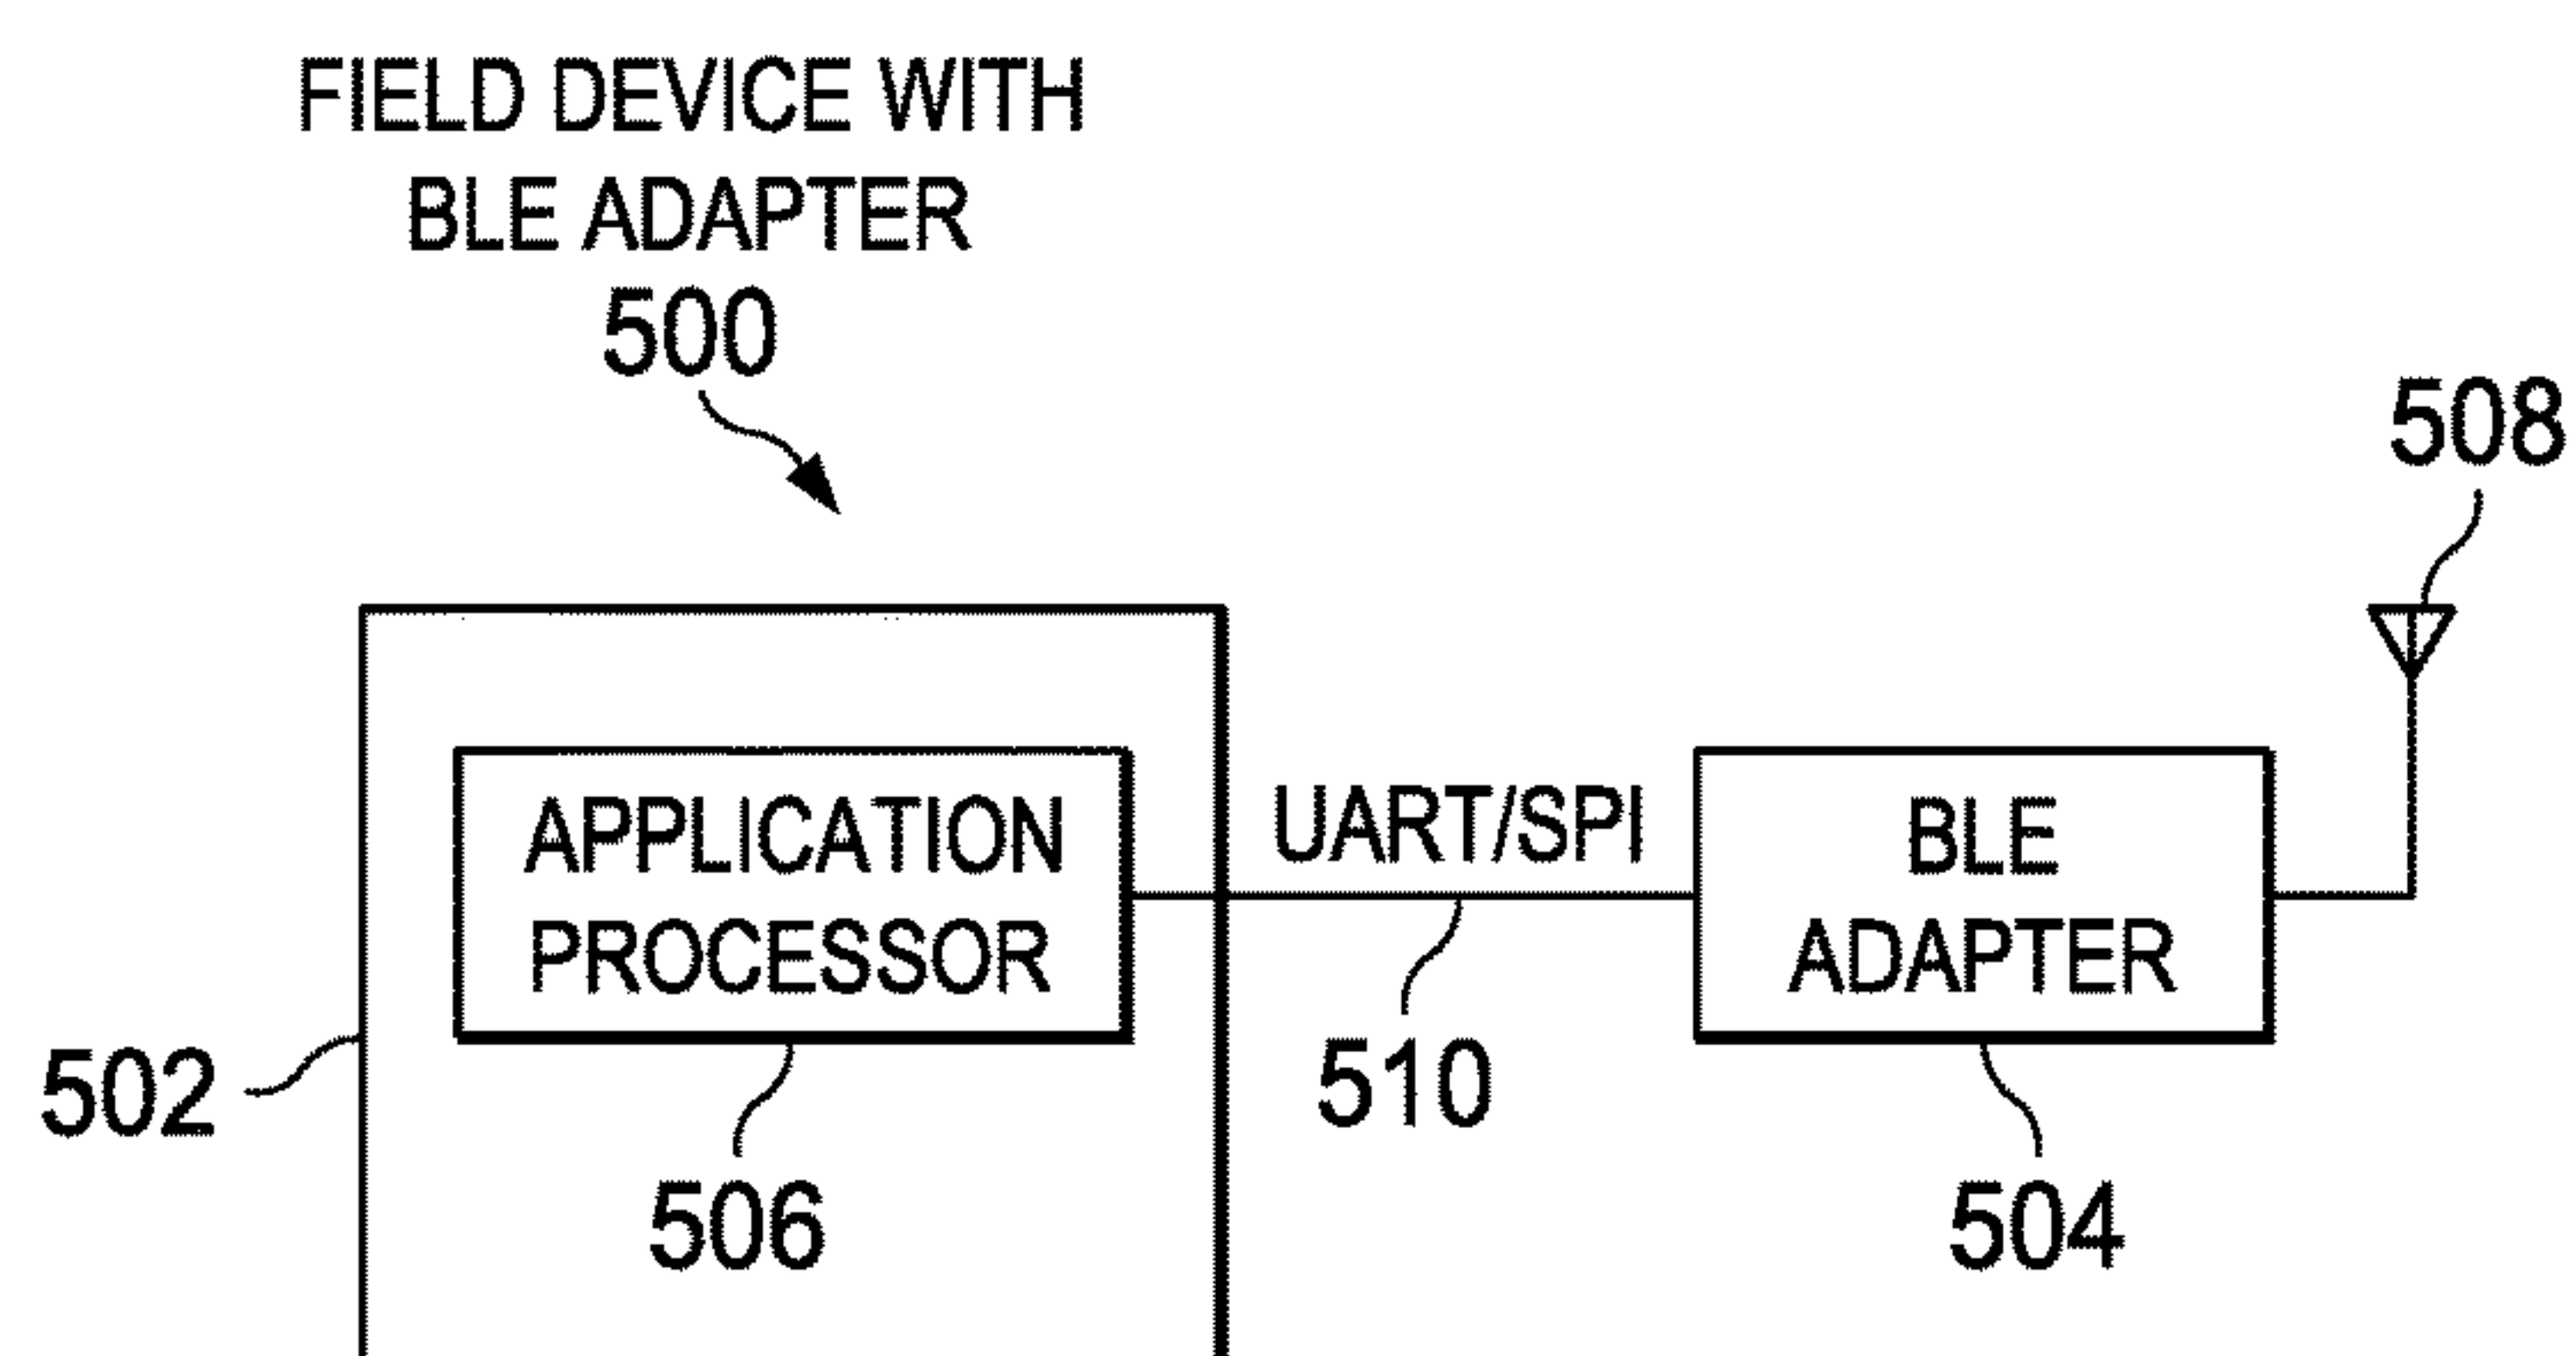 FIELD DEVICE WITH
BLE ADAPTER
500
508
APPLICATION
PROCESSOR
UART/SPI
BLE
ADAPTER
502
510
506
504